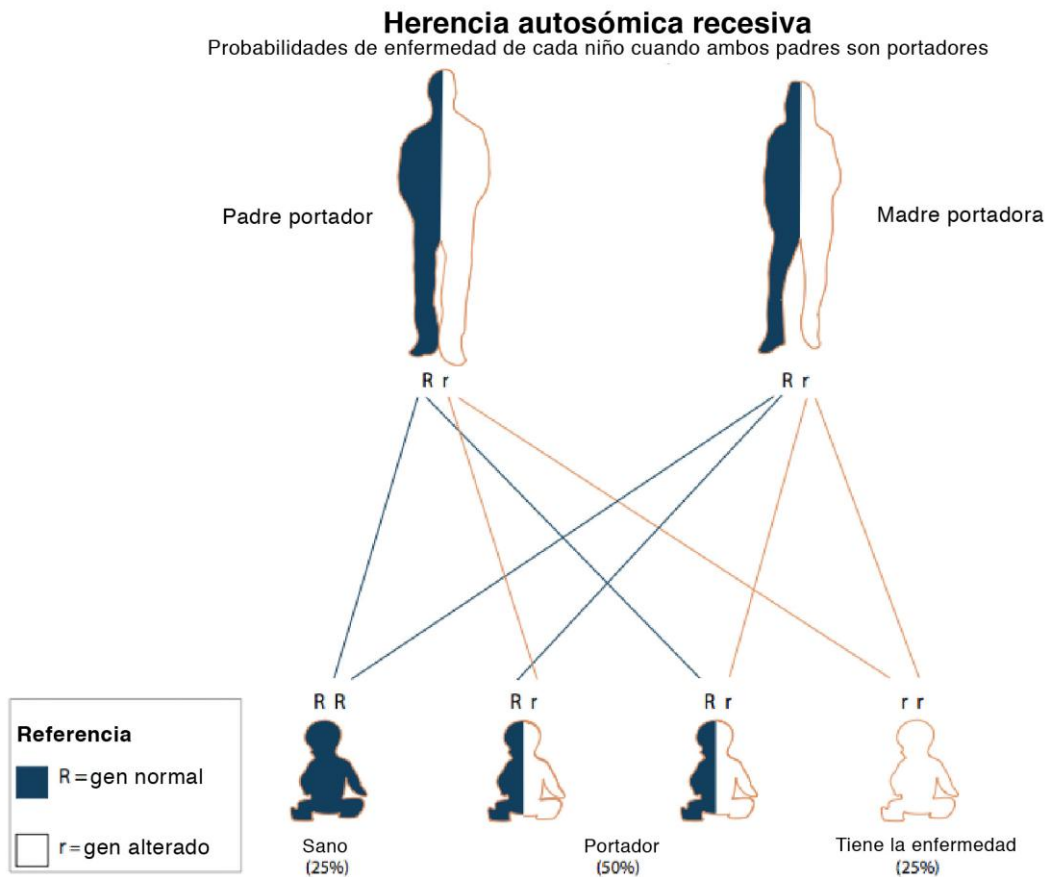 Herencia autosómica recesiva
Probabilidades de enfermedad de cada niño cuando ambos padres son portadores
Padre portador
Madre portadora
R r
R r
R R
R r
R r
r r
Referencia
R=gen normal
r=gen alterado
Sano
(25%)
Portador
(50%)
Tiene la enfermedad
(25%)